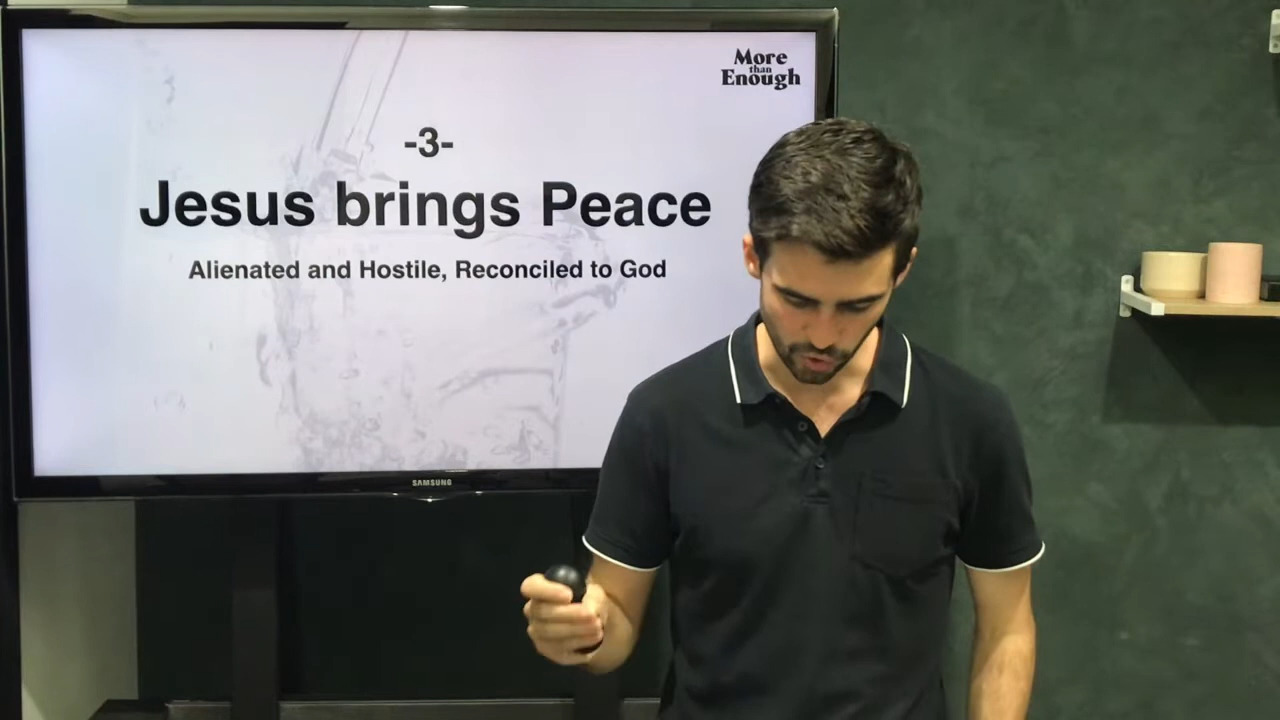 More
than
Enough
-3-
Jesus brings Peace
Alienated and Hostile, Reconciled to God
SAMSUNG